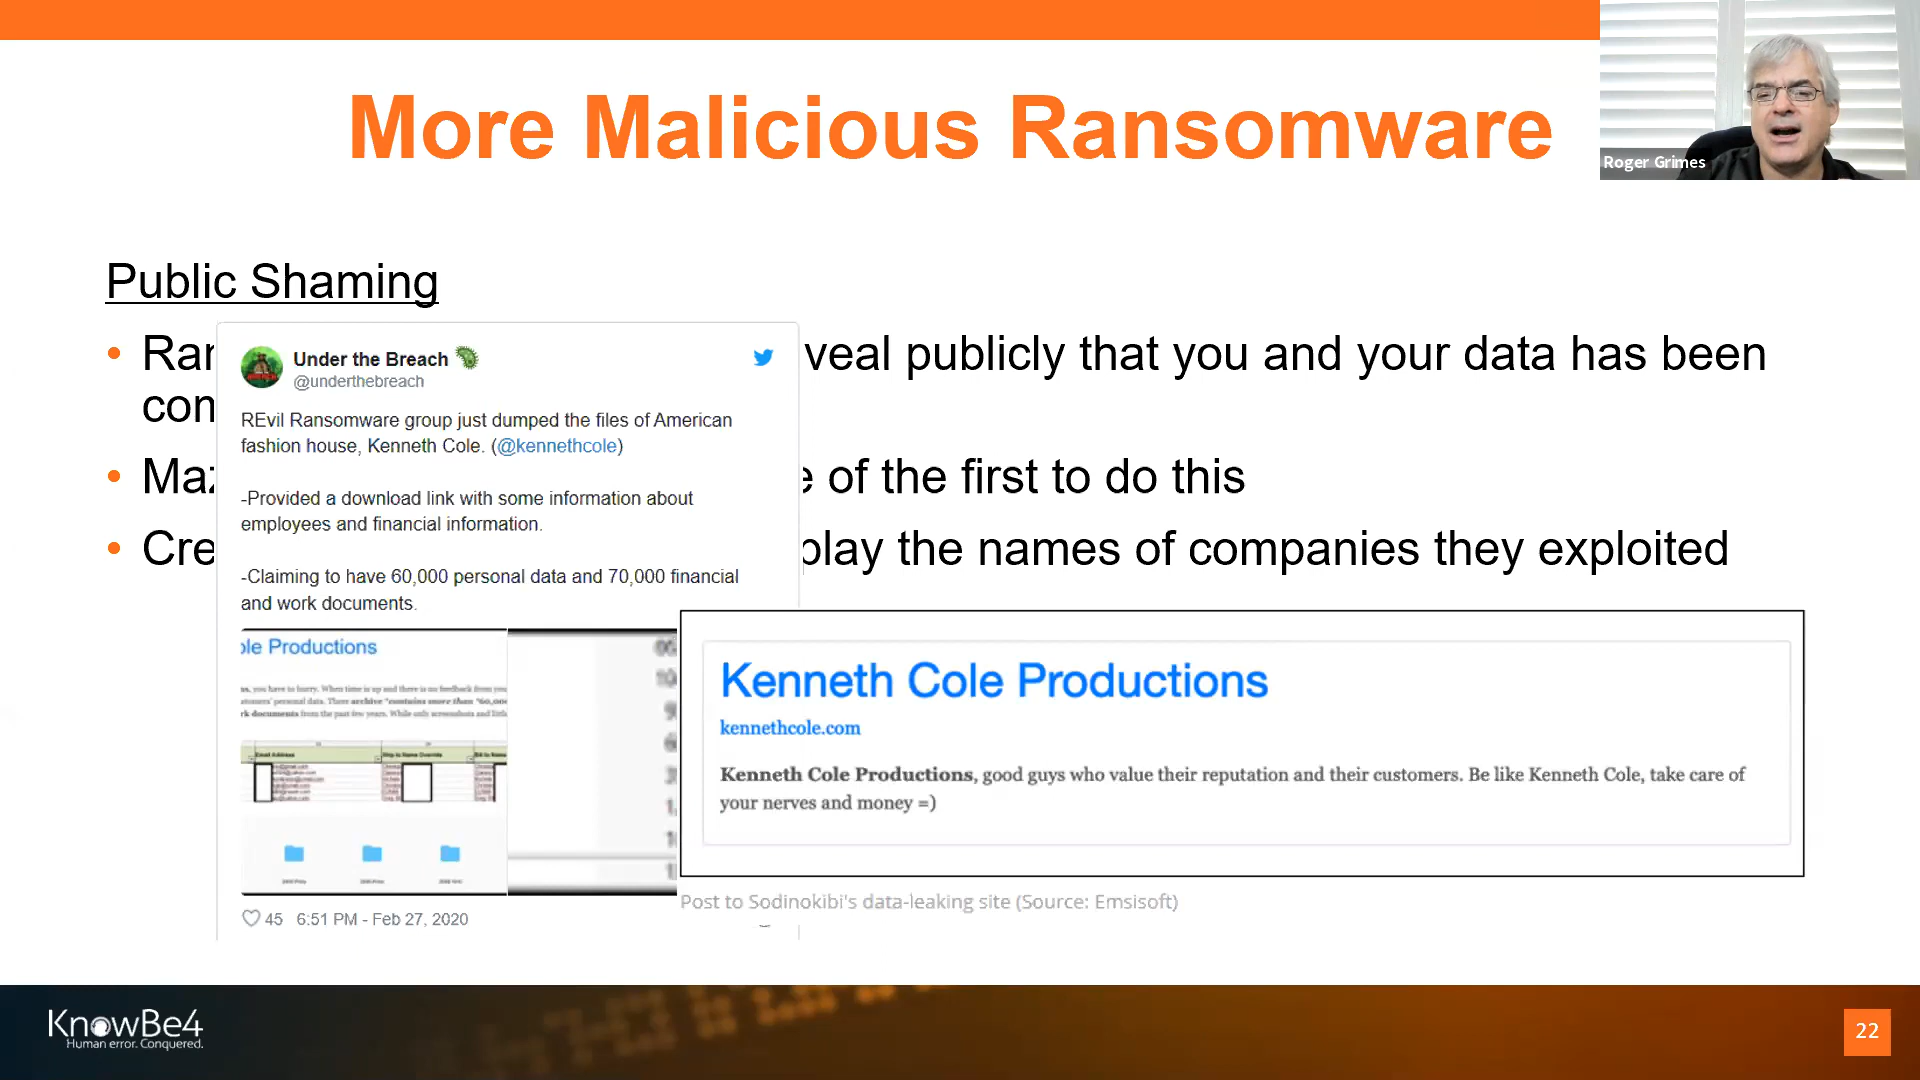 More Malicious Ransomware
Roger Grimes
Public Shaming
• Ran veal publicly that you and your data has been
com
• Maz e of the first to do this
• Cre play the names of companies they exploited
Under the Breach
@underthebreach
REvil Ransomware group just dumped the files of American
fashion house, Kenneth Cole. (@kennethcole)
-Provided a download link with some information about
employees and financial information.
-Claiming to have 60,000 personal data and 70,000 financial
and work documents.
ole Productions
45 6:51 PM - Feb 27, 2020
Kenneth Cole Productions
kennethcole.com
Kenneth Cole Productions, good guys who value their reputation and their customers. Be like Kenneth Cole, take care of
your nerves and money =)
Post to Sodinokibi's data-leaking site (Source: Emsisoft)
KnowBe4
Human error. Conquered.
22